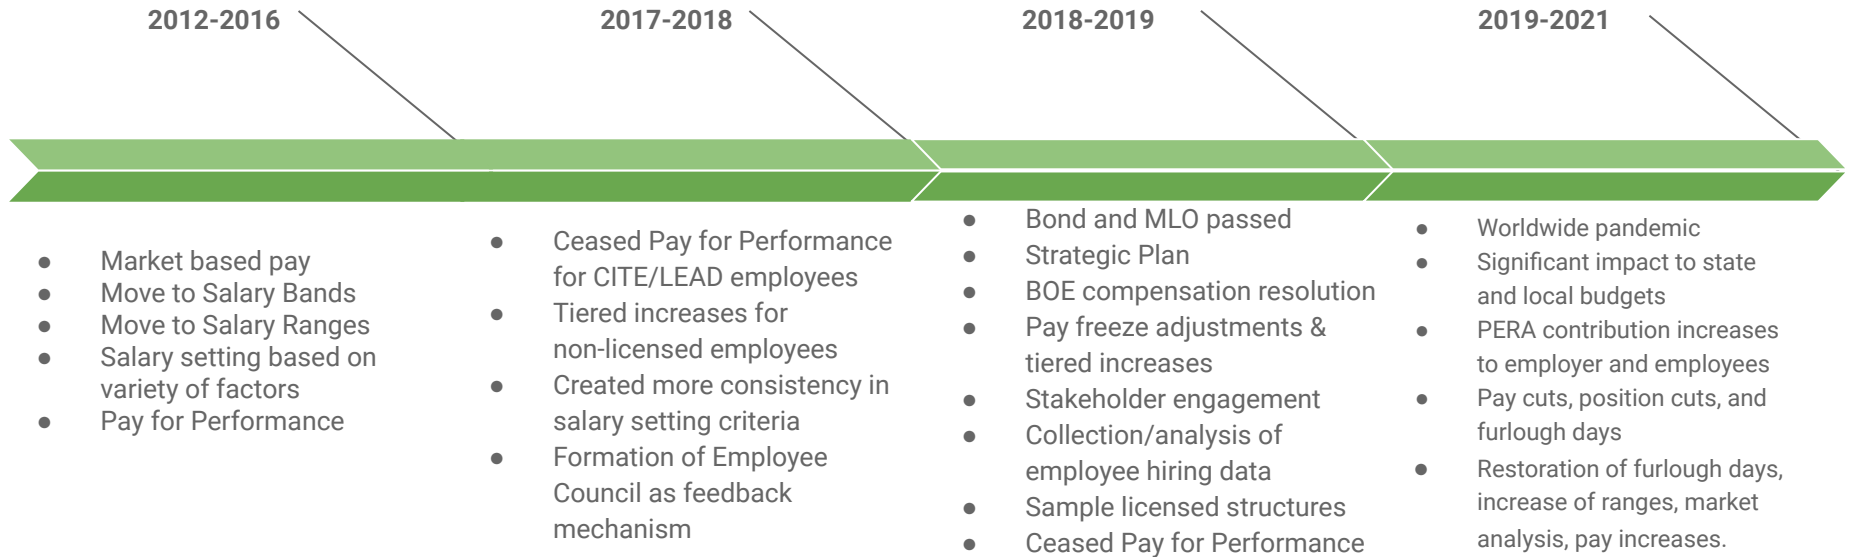 2012-2016
2017-2018
2018-2019
2019-2021
● Market based pay
● Move to Salary Bands
● Move to Salary Ranges
● Salary setting based on
variety of factors
● Pay for Performance
● Ceased Pay for Performance
for CITE/LEAD employees
● Tiered increases for
non-licensed employees
● Created more consistency in
salary setting criteria
● Formation of Employee
Council as feedback
mechanism
● Bond and MLO passed
● Strategic Plan
● BOE compensation resolution
● Pay freeze adjustments &
tiered increases
● Stakeholder engagement
● Collection/analysis of
employee hiring data
● Sample licensed structures
● Ceased Pay for Performance
● Worldwide pandemic
● Significant impact to state
and local budgets
● PERA contribution increases
to employer and employees
● Pay cuts, position cuts, and
furlough days
● Restoration of furlough days,
increase of ranges, market
analysis, pay increases.